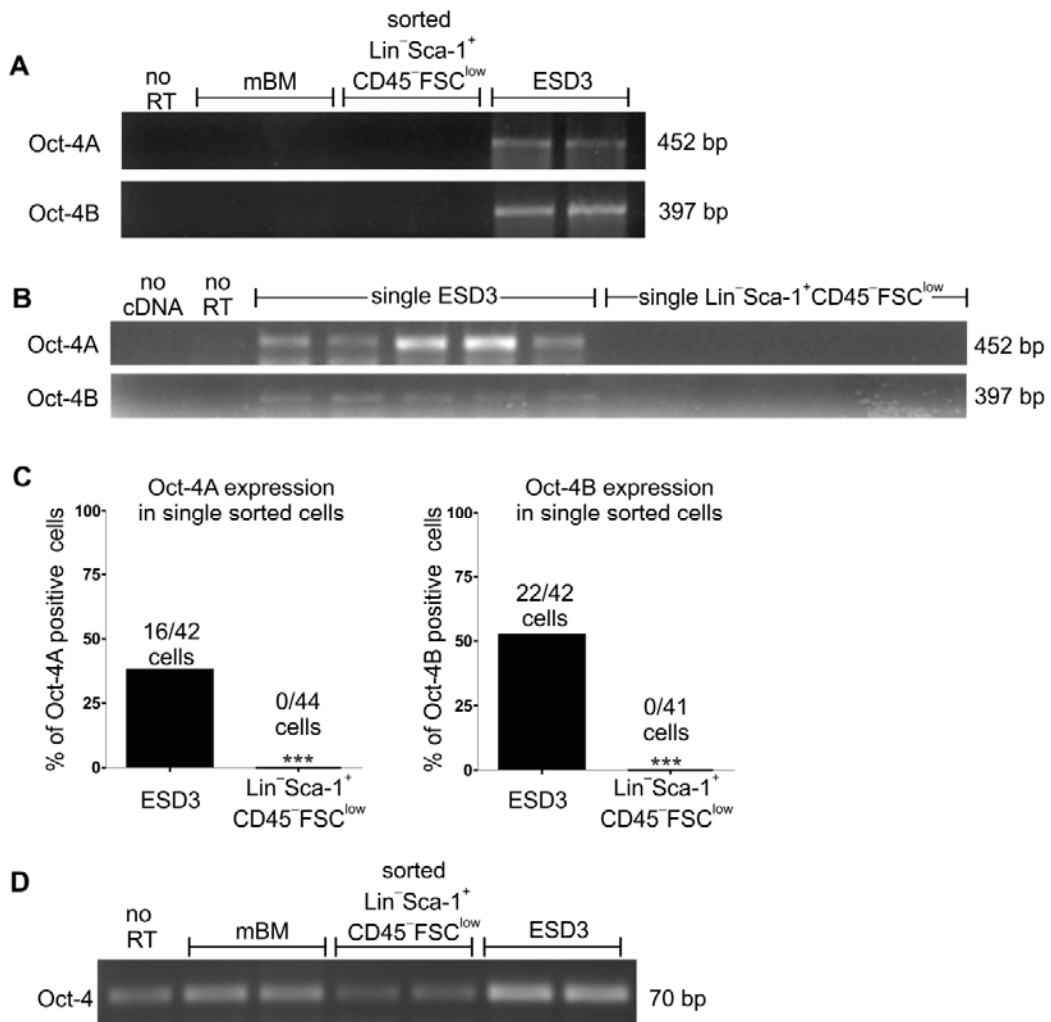 A
no
RT
mBM
sorted
Lin⁻Sca-1⁺
CD45⁻FSC^low
ESD3
Oct-4A
452 bp
Oct-4B
397 bp
B
no
cDNA
no
RT
single ESD3
single Lin⁻Sca-1⁺CD45⁻FSC^low
Oct-4A
452 bp
Oct-4B
397 bp
C
Oct-4A expression
in single sorted cells
% of Oct-4A positive cells
100
75
50
25
0
16/42
cells
0/44
cells
***
ESD3
Lin⁻Sca-1⁺
CD45⁻FSC^low
Oct-4B expression
in single sorted cells
% of Oct-4B positive cells
100
75
50
25
0
22/42
cells
0/41
cells
***
ESD3
Lin⁻Sca-1⁺
CD45⁻FSC^low
D
no
RT
mBM
sorted
Lin⁻Sca-1⁺
CD45⁻FSC^low
ESD3
Oct-4
70 bp